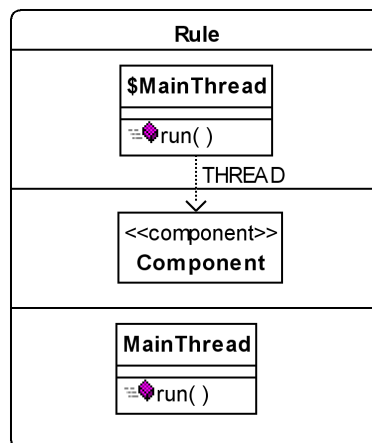 Rule
$MainThread
run( )
THREAD
<<component>>
Component
MainThread
run( )